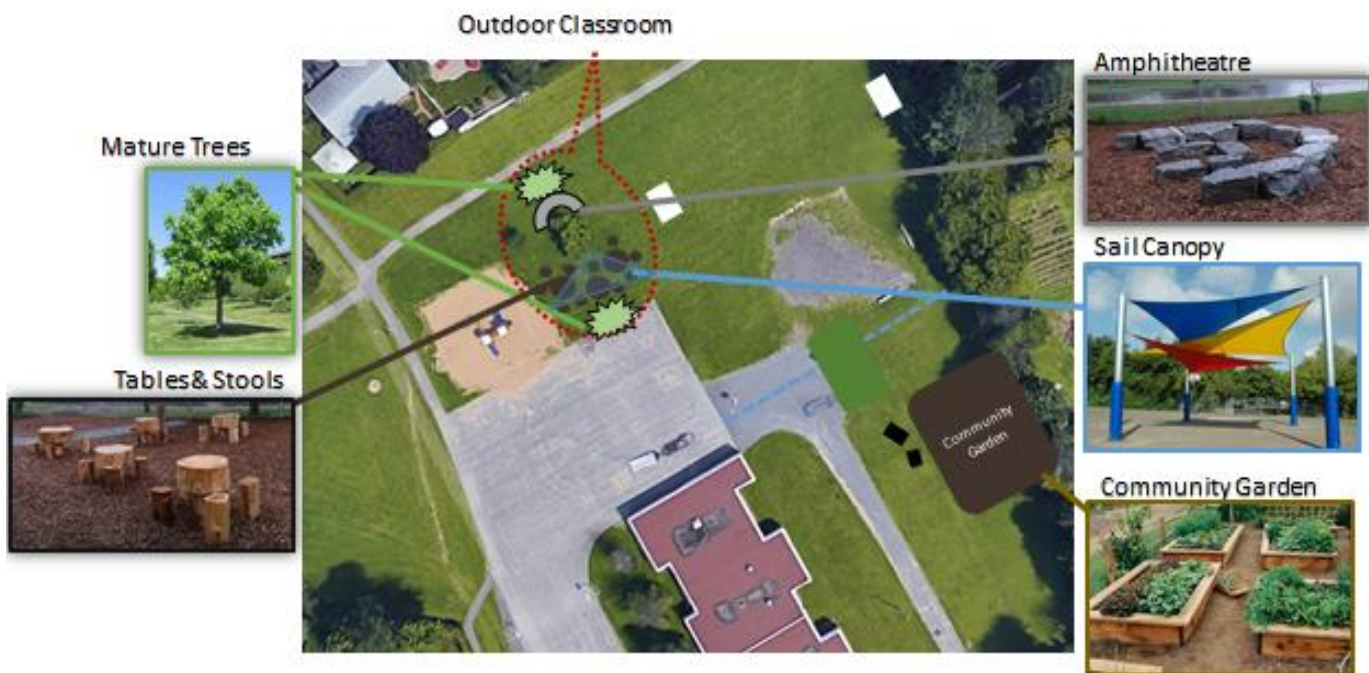 Outdoor Classroom
Amphitheatre
Mature Trees
Sail Canopy
Tables & Stools
Community
Garden
Community Garden